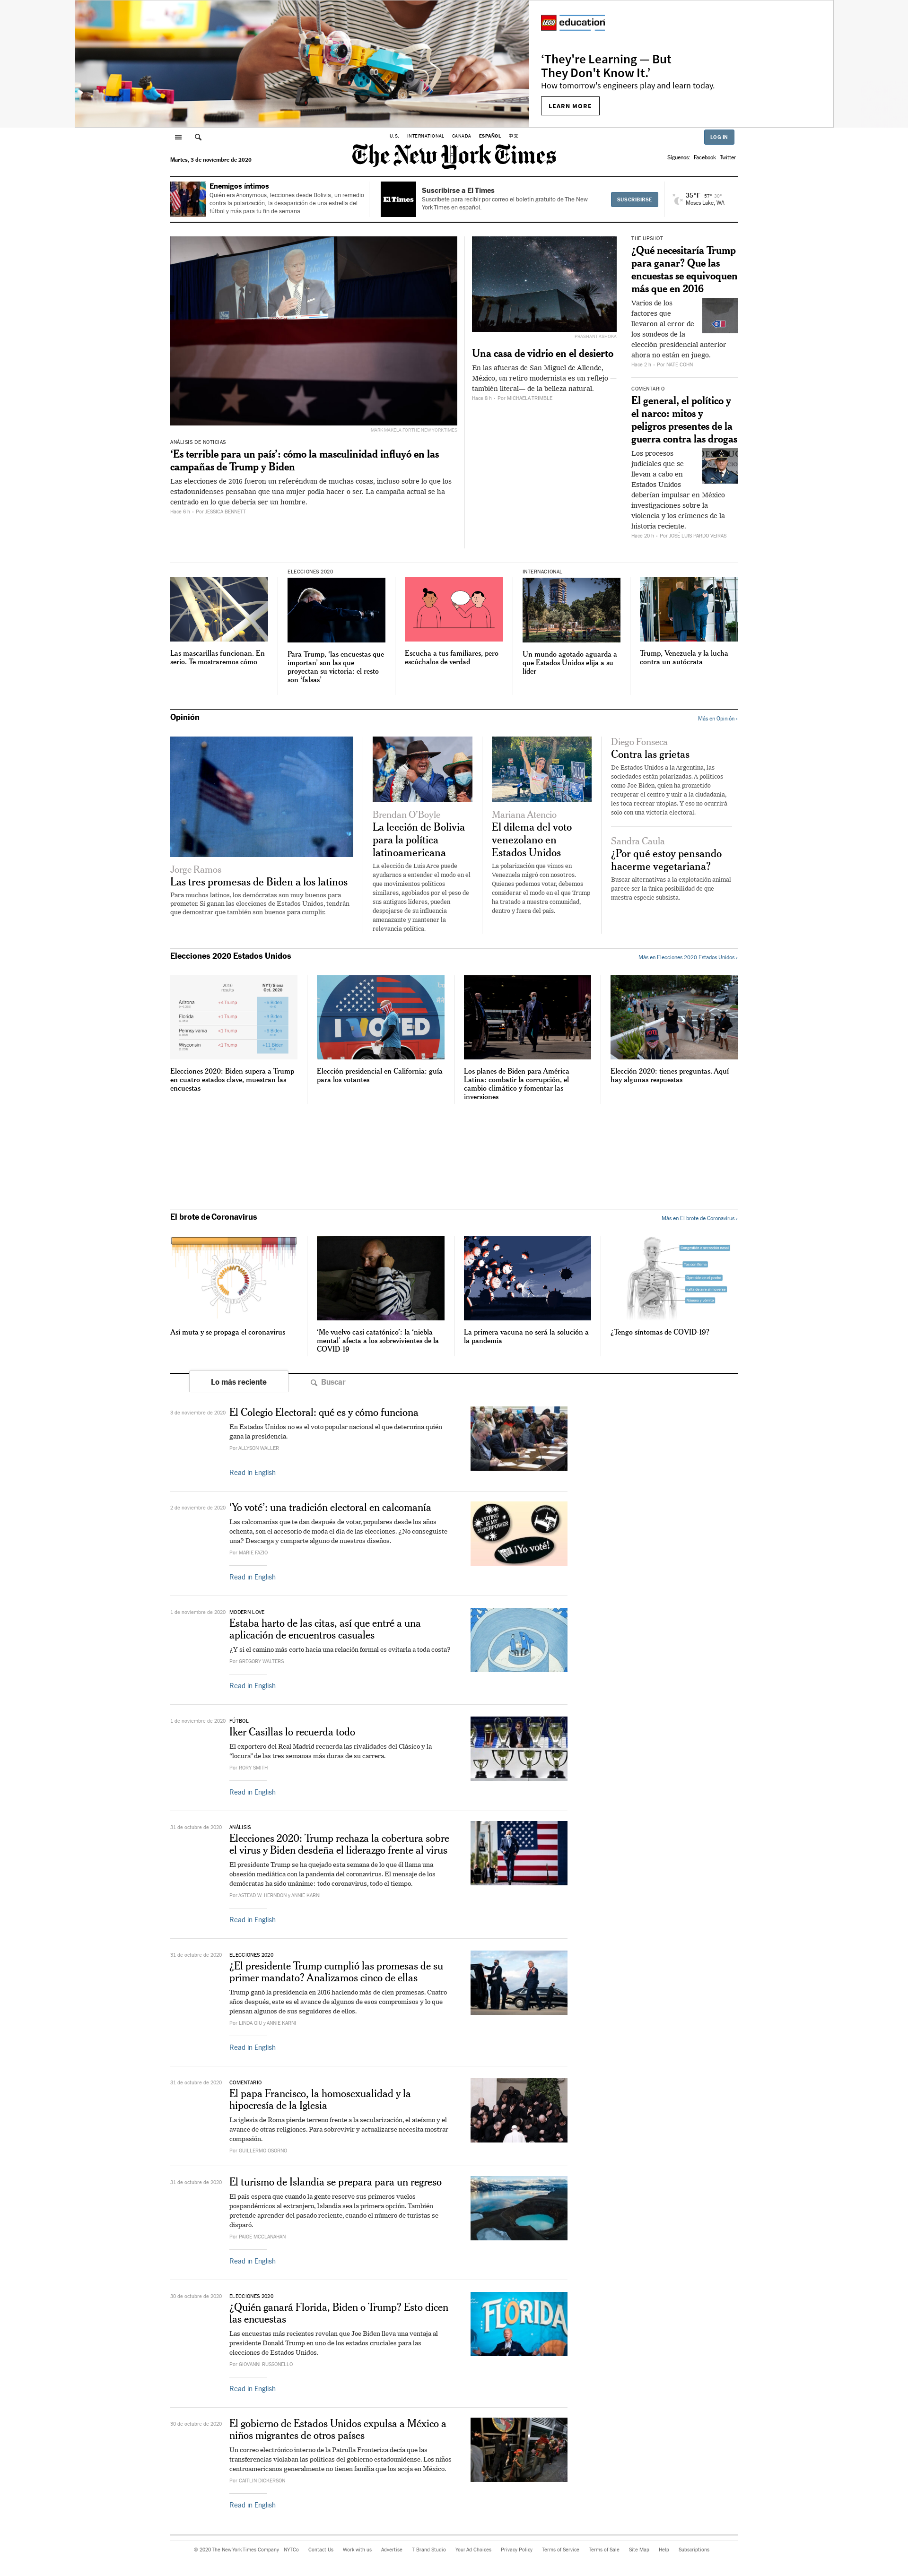 LEGO education
‘They're Learning — But
They Don't Know It.’
How tomorrow's engineers play and learn today.
LEARN MORE
U.S. INTERNATIONAL CANADA ESPAÑOL 中文
LOG IN
The New York Times
Martes, 3 de noviembre de 2020
Síguenos: Facebook Twitter
Enemigos íntimos
Quién era Anonymous, lecciones desde Bolivia, un remedio
contra la polarización, la desaparición de una estrella del
fútbol y más para tu fin de semana.
El Times
Suscribirse a El Times
Suscríbete para recibir por correo el boletín gratuito de The New
York Times en español.
SUSCRIBIRSE
35°F 57° 36°
Moses Lake, WA
MARK MAKELA FOR THE NEW YORK TIMES
ANÁLISIS DE NOTICIAS
‘Es terrible para un país’: cómo la masculinidad influyó en las
campañas de Trump y Biden
Las elecciones de 2016 fueron un referéndum de muchas cosas, incluso sobre lo que los
estadounidenses pensaban que una mujer podía hacer o ser. La campaña actual se ha
centrado en lo que debería ser un hombre.
Hace 6 h – Por JESSICA BENNETT
PRASHANT ASHOKA
Una casa de vidrio en el desierto
En las afueras de San Miguel de Allende,
México, un retiro modernista es un reflejo —
también literal— de la belleza natural.
Hace 8 h – Por MICHAELA TRIMBLE
THE UPSHOT
¿Qué necesitaría Trump
para ganar? Que las
encuestas se equivoquen
más que en 2016
Varios de los
factores que
llevaron al error de
los sondeos de la
elección presidencial anterior
ahora no están en juego.
Hace 2 h – Por NATE COHN
COMENTARIO
El general, el político y
el narco: mitos y
peligros presentes de la
guerra contra las drogas
Los procesos
judiciales que se
llevan a cabo en
Estados Unidos
deberían impulsar en México
investigaciones sobre la
violencia y los crímenes de la
historia reciente.
Hace 20 h – Por JOSÉ LUIS PARDO VEIRAS
Las mascarillas funcionan. En
serio. Te mostraremos cómo
ELECCIONES 2020
Para Trump, ‘las encuestas que
importan’ son las que
proyectan su victoria: el resto
son ‘falsas’
Escucha a tus familiares, pero
escúchalos de verdad
INTERNACIONAL
Un mundo agotado aguarda a
que Estados Unidos elija a su
líder
Trump, Venezuela y la lucha
contra un autócrata
Opinión
Más en Opinión ›
Jorge Ramos
Las tres promesas de Biden a los latinos
Para muchos latinos, los demócratas son muy buenos para
prometer. Si ganan las elecciones de Estados Unidos, tendrán
que demostrar que también son buenos para cumplir.
Brendan O'Boyle
La lección de Bolivia
para la política
latinoamericana
La elección de Luis Arce puede
ayudarnos a entender el modo en el
que movimientos políticos
similares, agobiados por el peso de
sus antiguos líderes, pueden
despojarse de su influencia
amenazante y mantener la
relevancia política.
Mariana Atencio
El dilema del voto
venezolano en
Estados Unidos
La polarización que vimos en
Venezuela migró con nosotros.
Quienes podemos votar, debemos
considerar el modo en el que Trump
ha tratado a nuestra comunidad,
dentro y fuera del país.
Diego Fonseca
Contra las grietas
De Estados Unidos a la Argentina, las
sociedades están polarizadas. A políticos
como Joe Biden, quien ha prometido
recuperar el centro y unir a la ciudadanía,
les toca recrear utopías. Y eso no ocurrirá
solo con una victoria electoral.
Sandra Caula
¿Por qué estoy pensando
hacerme vegetariana?
Buscar alternativas a la explotación animal
parece ser la única posibilidad de que
nuestra especie subsista.
Elecciones 2020 Estados Unidos
Más en Elecciones 2020 Estados Unidos ›
2016
results
NYT/Siena
Oct. 2020
Arizona
Florida
Pennsylvania
Wisconsin
Elecciones 2020: Biden supera a Trump
en cuatro estados clave, muestran las
encuestas
I VOTED
Elección presidencial en California: guía
para los votantes
Los planes de Biden para América
Latina: combatir la corrupción, el
cambio climático y fomentar las
inversiones
VOTE
Elección 2020: tienes preguntas. Aquí
hay algunas respuestas
El brote de Coronavirus
Más en El brote de Coronavirus ›
Así muta y se propaga el coronavirus
‘Me vuelvo casi catatónico’: la ‘niebla
mental’ afecta a los sobrevivientes de la
COVID-19
La primera vacuna no será la solución a
la pandemia
¿Tengo síntomas de COVID-19?
Lo más reciente
Buscar
3 de noviembre de 2020
El Colegio Electoral: qué es y cómo funciona
En Estados Unidos no es el voto popular nacional el que determina quién
gana la presidencia.
Por ALLYSON WALLER
Read in English
2 de noviembre de 2020
‘Yo voté’: una tradición electoral en calcomanía
Las calcomanías que te dan después de votar, populares desde los años
ochenta, son el accesorio de moda el día de las elecciones. ¿No conseguiste
una? Descarga y comparte alguno de nuestros diseños.
Por MARIE FAZIO
Read in English
VOTING IS MY SUPERPOWER
¡Yo voté!
1 de noviembre de 2020
MODERN LOVE
Estaba harto de las citas, así que entré a una
aplicación de encuentros casuales
¿Y si el camino más corto hacia una relación formal es evitarla a toda costa?
Por GREGORY WALTERS
Read in English
1 de noviembre de 2020
FÚTBOL
Iker Casillas lo recuerda todo
El exportero del Real Madrid recuerda las rivalidades del Clásico y la
“locura” de las tres semanas más duras de su carrera.
Por RORY SMITH
Read in English
31 de octubre de 2020
ANÁLISIS
Elecciones 2020: Trump rechaza la cobertura sobre
el virus y Biden desdeña el liderazgo frente al virus
El presidente Trump se ha quejado esta semana de lo que él llama una
obsesión mediática con la pandemia del coronavirus. El mensaje de los
demócratas ha sido unánime: todo coronavirus, todo el tiempo.
Por ASTEAD W. HERNDON y ANNIE KARNI
Read in English
31 de octubre de 2020
ELECCIONES 2020
¿El presidente Trump cumplió las promesas de su
primer mandato? Analizamos cinco de ellas
Trump ganó la presidencia en 2016 haciendo más de cien promesas. Cuatro
años después, este es el avance de algunos de esos compromisos y lo que
piensan algunos de sus seguidores de ellos.
Por LINDA QIU y ANNIE KARNI
Read in English
31 de octubre de 2020
COMENTARIO
El papa Francisco, la homosexualidad y la
hipocresía de la Iglesia
La iglesia de Roma pierde terreno frente a la secularización, el ateísmo y el
avance de otras religiones. Para sobrevivir y actualizarse necesita mostrar
compasión.
Por GUILLERMO OSORNO
31 de octubre de 2020
El turismo de Islandia se prepara para un regreso
El país espera que cuando la gente reserve sus primeros vuelos
pospandémicos al extranjero, Islandia sea la primera opción. También
pretende aprender del pasado reciente, cuando el número de turistas se
disparó.
Por PAIGE MCCLANAHAN
Read in English
30 de octubre de 2020
ELECCIONES 2020
¿Quién ganará Florida, Biden o Trump? Esto dicen
las encuestas
Las encuestas más recientes revelan que Joe Biden lleva una ventaja al
presidente Donald Trump en uno de los estados cruciales para las
elecciones de Estados Unidos.
Por GIOVANNI RUSSONELLO
Read in English
FLORIDA
30 de octubre de 2020
El gobierno de Estados Unidos expulsa a México a
niños migrantes de otros países
Un correo electrónico interno de la Patrulla Fronteriza decía que las
transferencias violaban las políticas del gobierno estadounidense. Los niños
centroamericanos generalmente no tienen familia que los acoja en México.
Por CAITLIN DICKERSON
Read in English
© 2020 The New York Times Company NYTCo Contact Us Work with us Advertise T Brand Studio Your Ad Choices Privacy Policy Terms of Service Terms of Sale Site Map Help Subscriptions